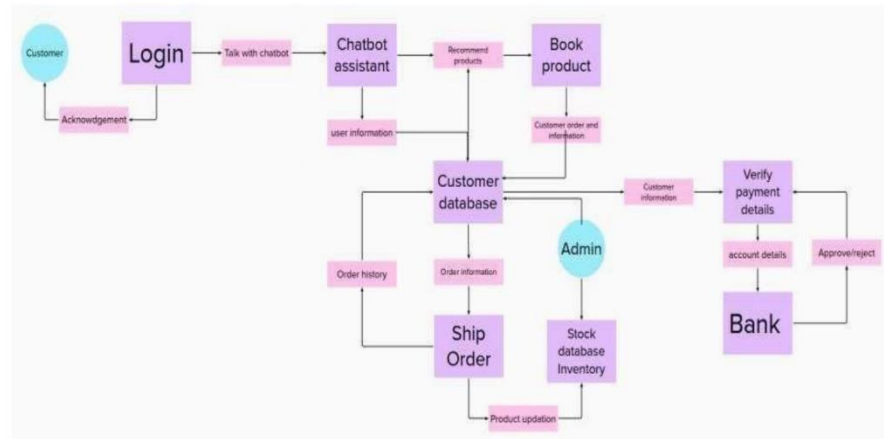 Customer
Login
Talk with chatbot
Chatbot
assistant
Recommend
products
Book
product
Acknowdgement
user information
Customer order and
information
Customer
database
Customer
information
Verify
payment
details
Admin
Order history
Order information
account details
Approve/reject
Ship
Order
Stock
database
Inventory
Bank
Product updation